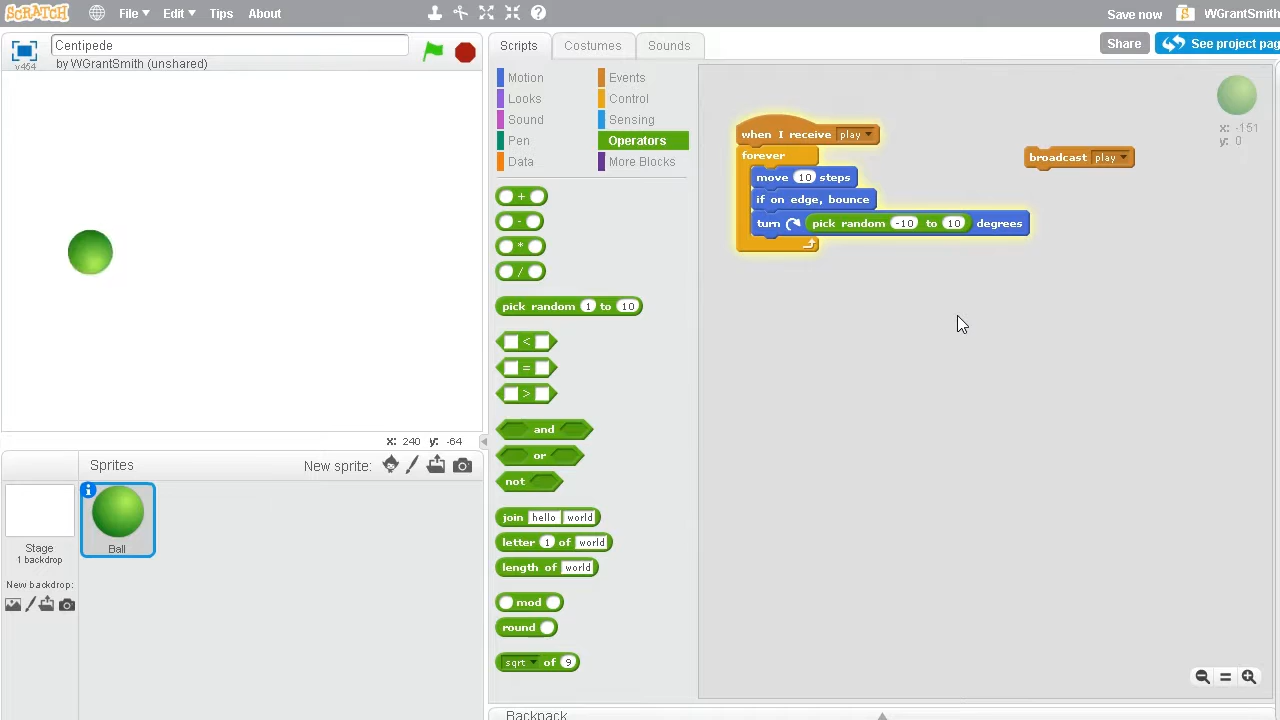 SCRATCH File Edit Tips About Save now WGrantSmith
v454 Centipede
by WGrantSmith (unshared)
Scripts Costumes Sounds Share See project pag
Motion Events
Looks Control
Sound Sensing
Pen Operators
Data More Blocks
+
-
*
/
pick random 1 to 10
<
=
>
and
or
not
join hello world
letter 1 of world
length of world
mod
round
sqrt of 9
when I receive play
forever
move 10 steps
if on edge, bounce
turn pick random -10 to 10 degrees
broadcast play
x: -151
y: 0
x: 240 y: -64
Sprites New sprite:
Stage
1 backdrop
New backdrop:
Ball
Backpack